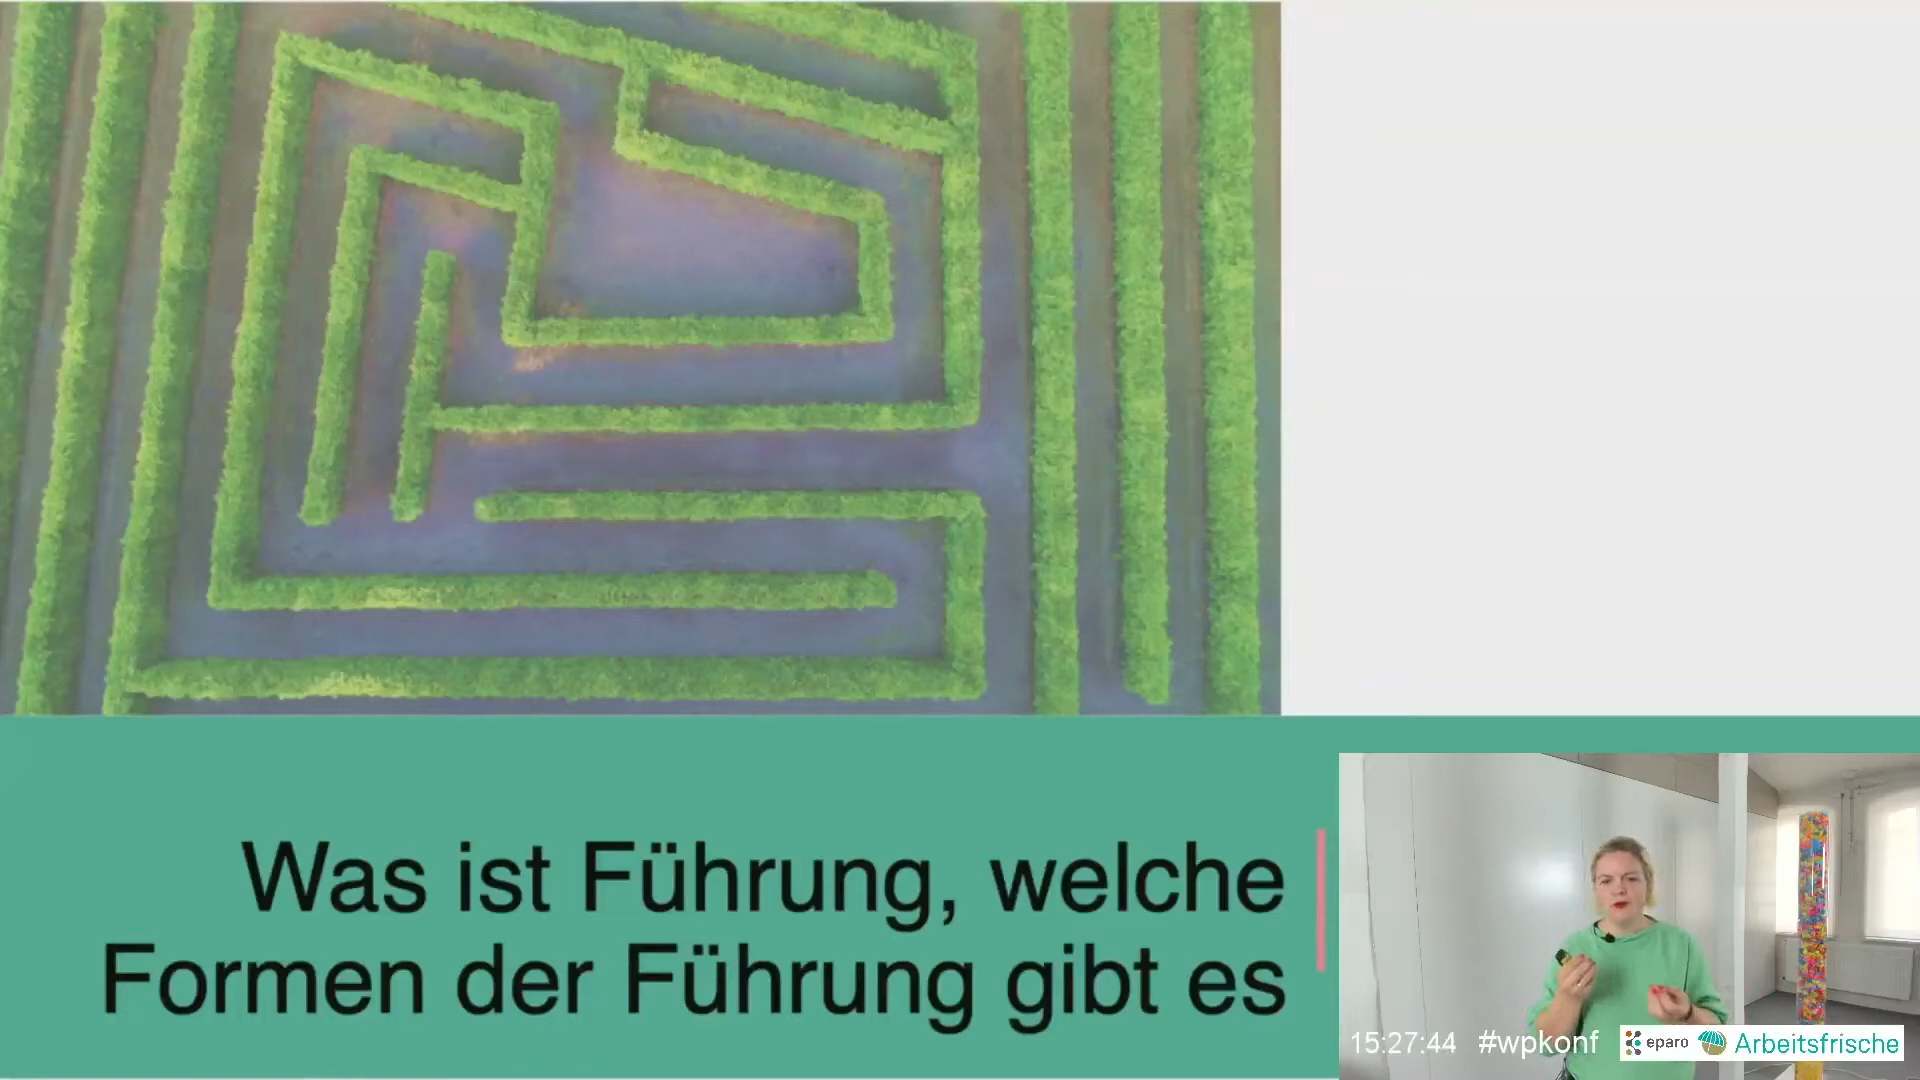 Was ist Führung, welche
Formen der Führung gibt es
15:27:44 #wpkonf eparo Arbeitsfrische